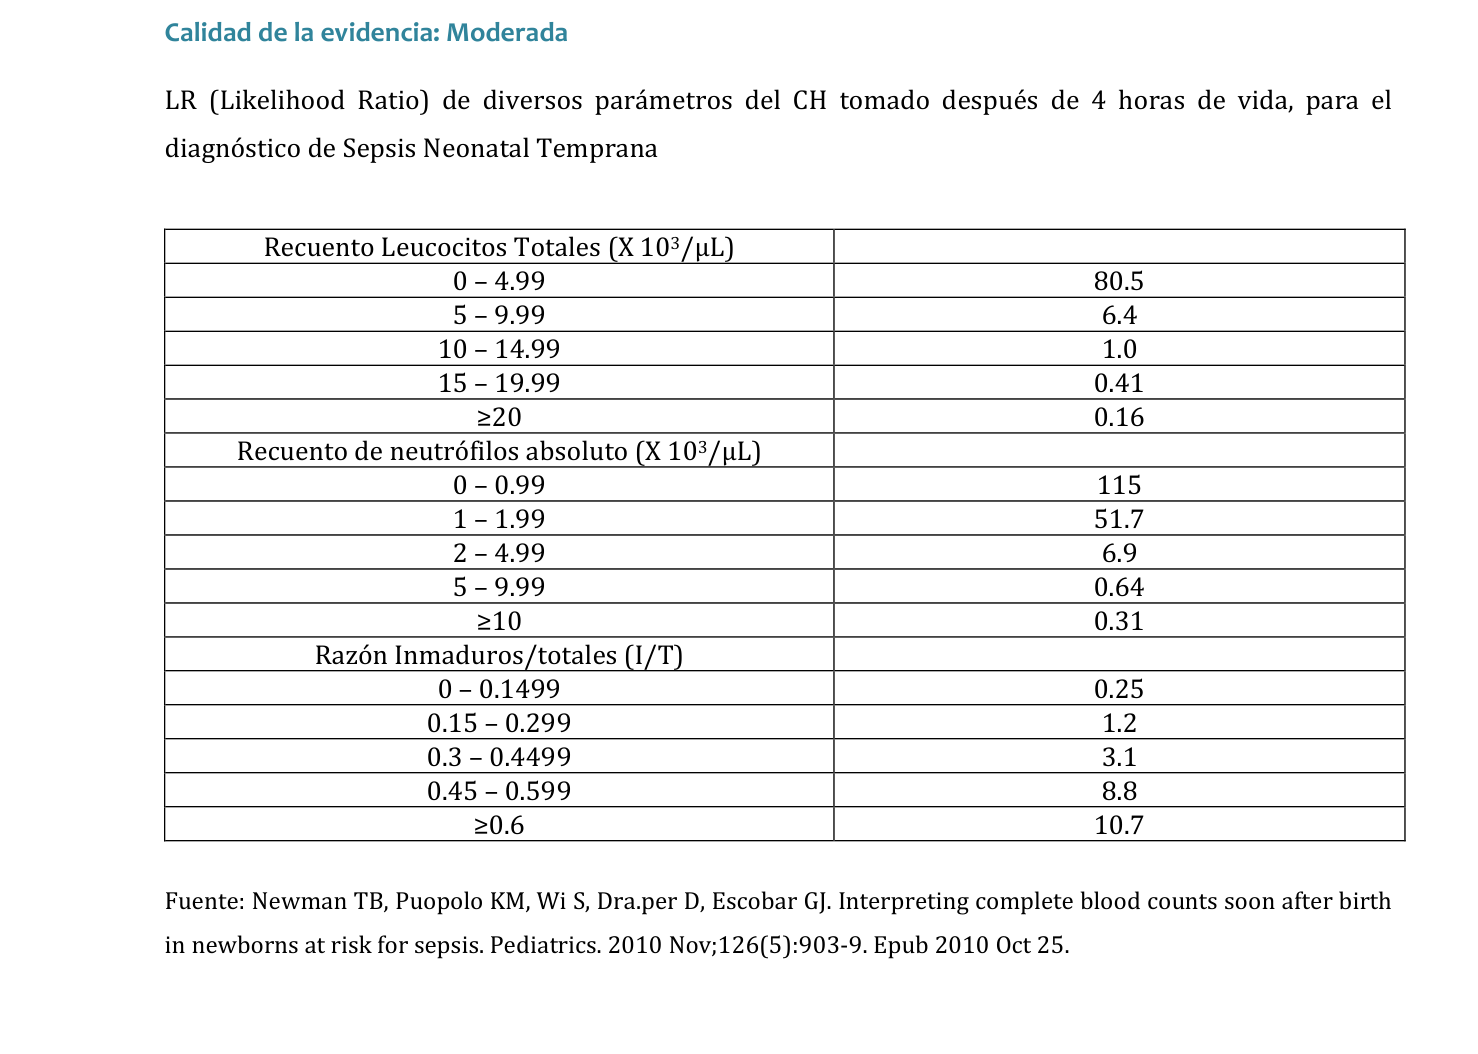 Calidad de la evidencia: Moderada
LR (Likelihood Ratio) de diversos parámetros del CH tomado después de 4 horas de vida, para el
diagnóstico de Sepsis Neonatal Temprana
Recuento Leucocitos Totales (X 10³/µL)
0 – 4.99 80.5
5 – 9.99 6.4
10 – 14.99 1.0
15 – 19.99 0.41
≥20 0.16
Recuento de neutrófilos absoluto (X 10³/µL)
0 – 0.99 115
1 – 1.99 51.7
2 – 4.99 6.9
5 – 9.99 0.64
≥10 0.31
Razón Inmaduros/totales (I/T)
0 – 0.1499 0.25
0.15 – 0.299 1.2
0.3 – 0.4499 3.1
0.45 – 0.599 8.8
≥0.6 10.7
Fuente: Newman TB, Puopolo KM, Wi S, Dra.per D, Escobar GJ. Interpreting complete blood counts soon after birth
in newborns at risk for sepsis. Pediatrics. 2010 Nov;126(5):903-9. Epub 2010 Oct 25.